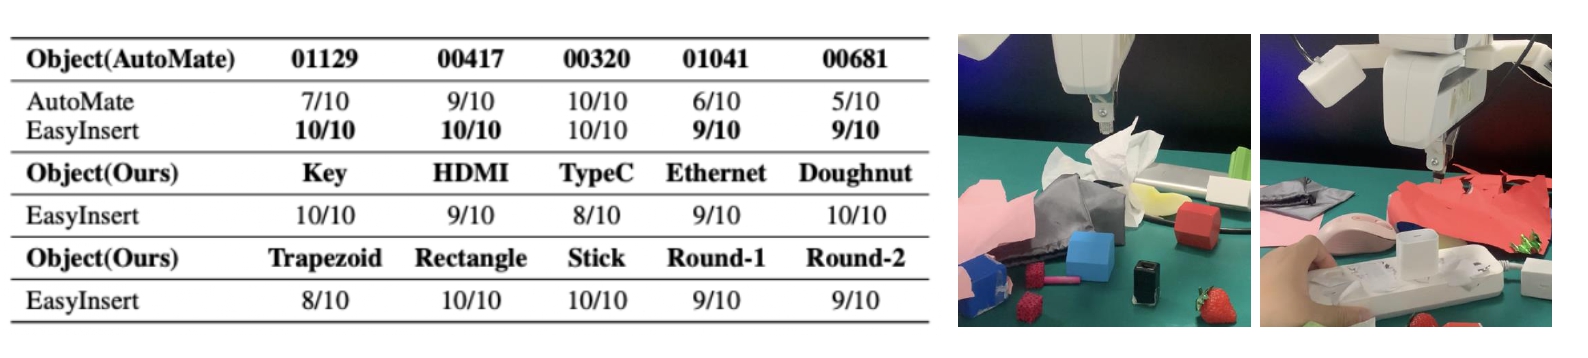 Object(AutoMate) 01129 00417 00320 01041 00681
AutoMate 7/10 9/10 10/10 6/10 5/10
EasyInsert 10/10 10/10 10/10 9/10 9/10
Object(Ours) Key HDMI TypeC Ethernet Doughnut
EasyInsert 10/10 9/10 8/10 9/10 10/10
Object(Ours) Trapezoid Rectangle Stick Round-1 Round-2
EasyInsert 8/10 10/10 10/10 9/10 9/10